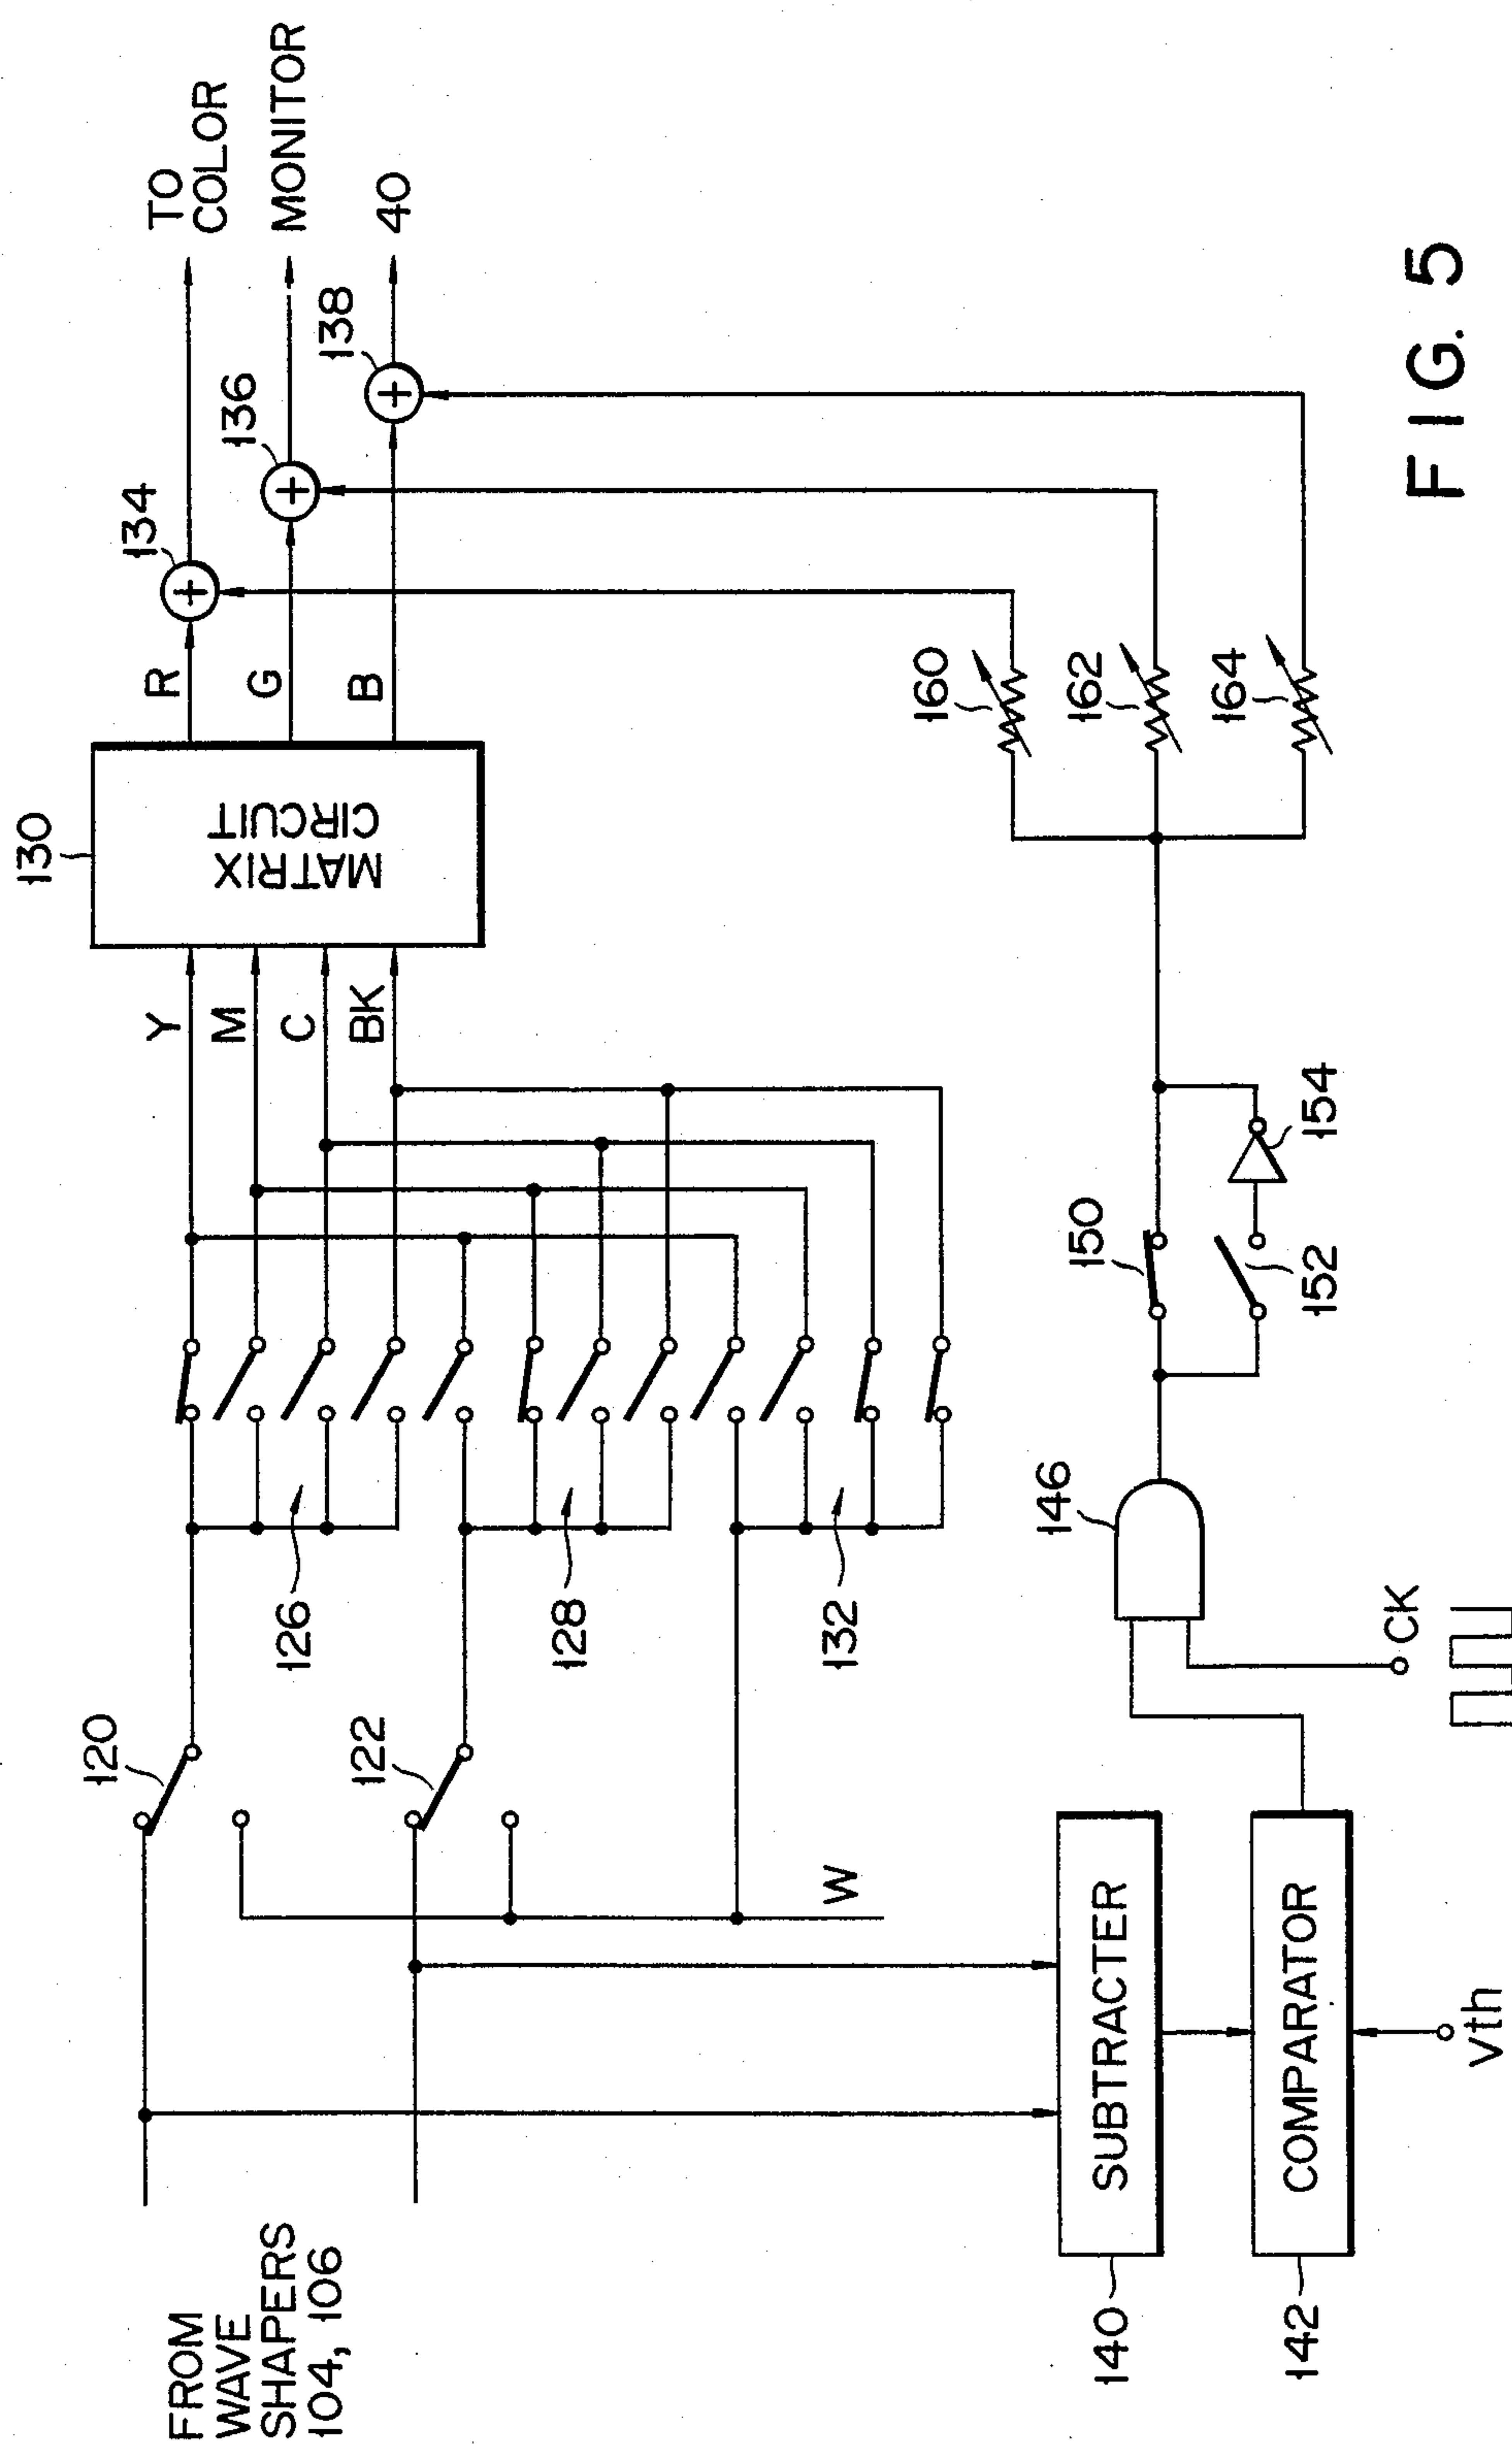 FROM
WAVE
SHAPERS
104, 106
120
122
126
128
132
W
Y
M
C
BK
130
MATRIX
CIRCUIT
R
G
B
134
136
138
TO
COLOR
MONITOR
40
140
SUBTRACTER
142
COMPARATOR
Vth
CK
146
150
152
154
160
162
164
FIG. 5